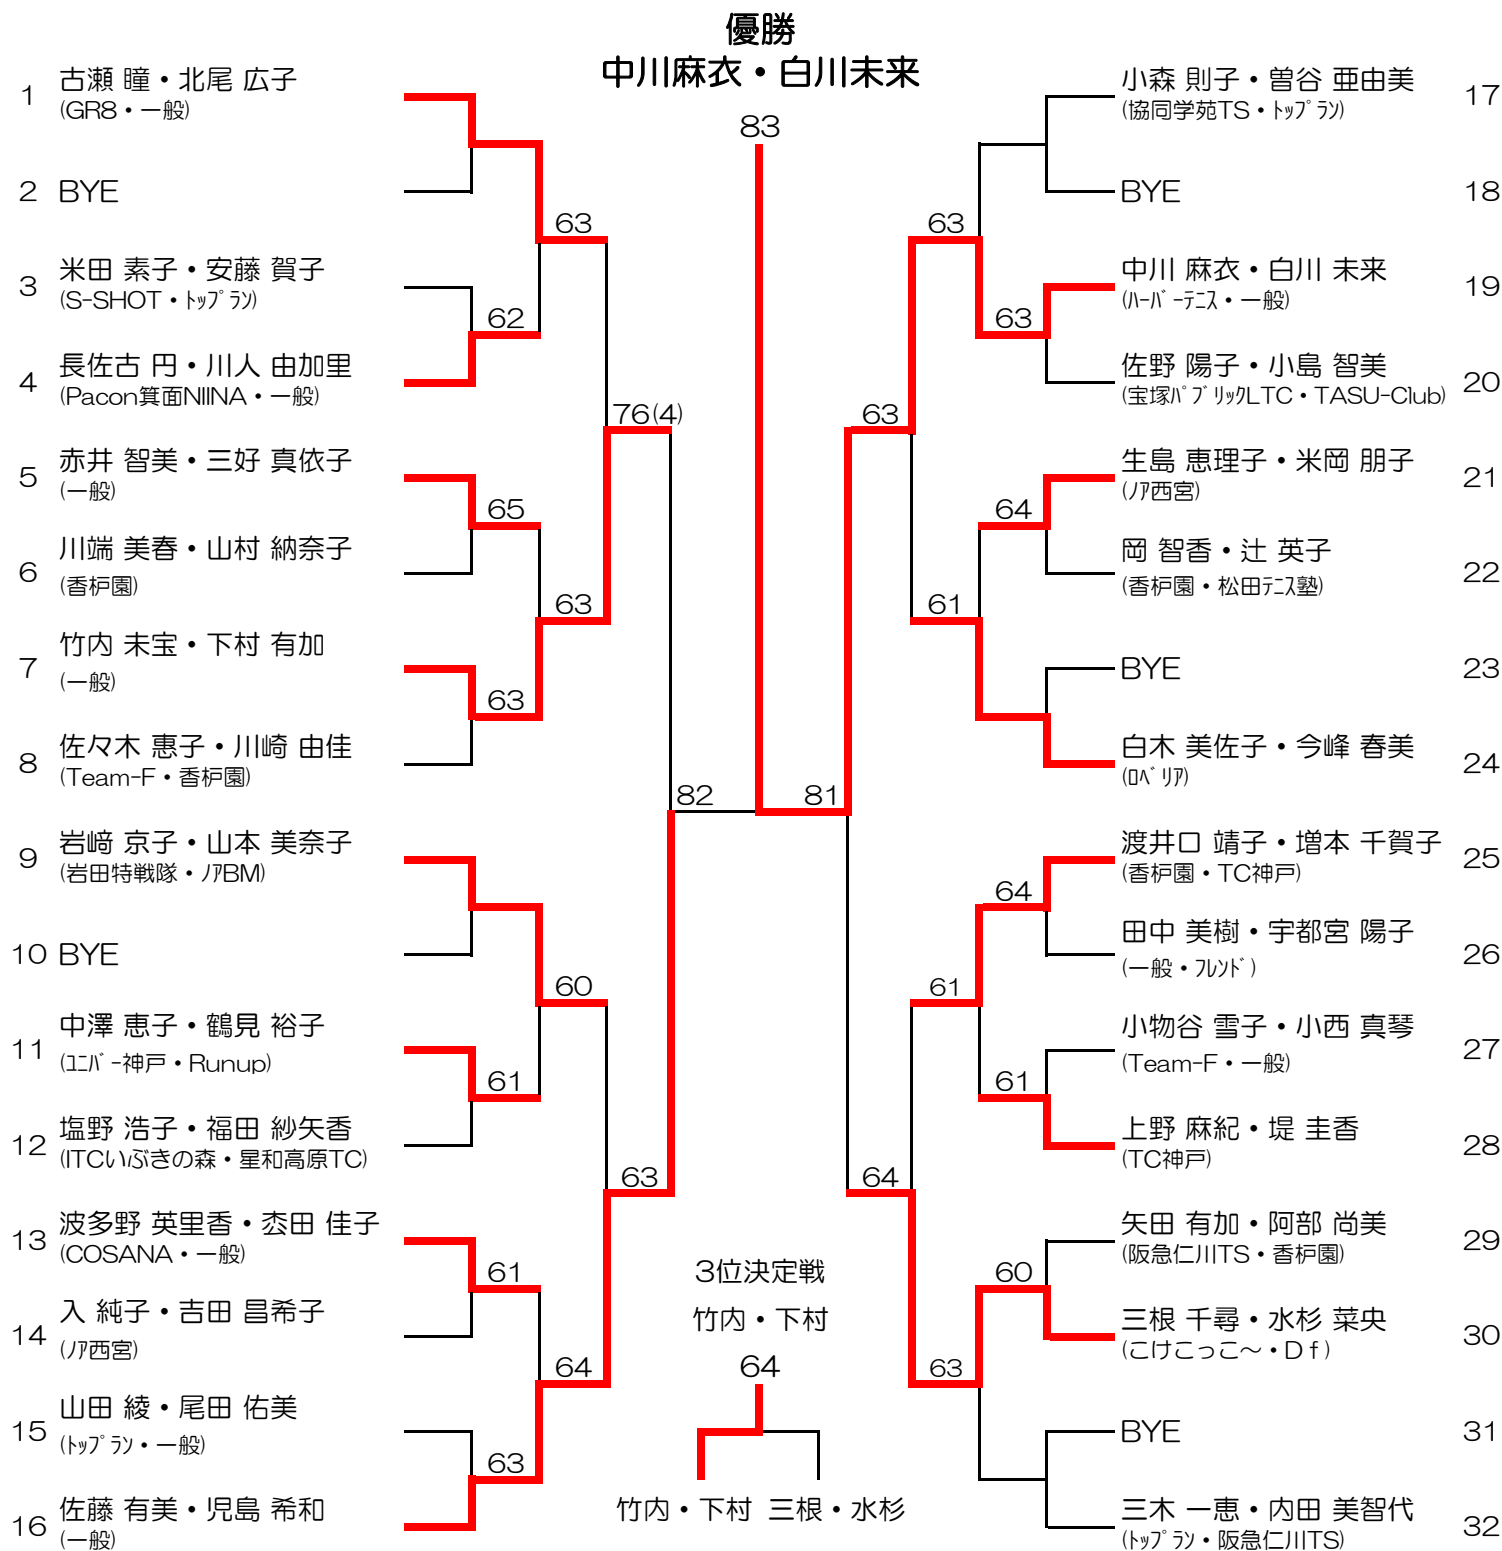 優勝
中川麻衣・白川未来
83
1
古瀬 瞳・北尾 広子
(GR8・一般)
2
BYE
63
3
米田 素子・安藤 賀子
(S-SHOT・トップラン)
62
4
長佐古 円・川人 由加里
(Pacon箕面NIINA・一般)
76(4)
5
赤井 智美・三好 真依子
(一般)
65
6
川端 美春・山村 納奈子
(香枦園)
63
7
竹内 未宝・下村 有加
(一般)
63
8
佐々木 惠子・川崎 由佳
(Team-F・香枦園)
82
9
岩﨑 京子・山本 美奈子
(岩田特戦隊・ノアBM)
10
BYE
60
11
中澤 恵子・鶴見 裕子
(ユニバー神戸・Runup)
61
12
塩野 浩子・福田 紗矢香
(ITCいぶきの森・星和高原TC)
63
13
波多野 英里香・枩田 佳子
(COSANA・一般)
61
14
入 純子・吉田 昌希子
(ノア西宮)
64
15
山田 綾・尾田 佑美
(トップラン・一般)
63
16
佐藤 有美・児島 希和
(一般)
小森 則子・曽谷 亜由美
(協同学苑TS・トップラン)
17
BYE
18
63
中川 麻衣・白川 未来
(ハーバーテニス・一般)
19
63
佐野 陽子・小島 智美
(宝塚パブリックLTC・TASU-Club)
20
63
生島 恵理子・米岡 朋子
(ノア西宮)
21
64
岡 智香・辻 英子
(香枦園・松田テニス塾)
22
61
BYE
23
白木 美佐子・今峰 春美
(ロベリア)
24
81
渡井口 靖子・増本 千賀子
(香枦園・TC神戸)
25
64
田中 美樹・宇都宮 陽子
(一般・フレンド)
26
61
小物谷 雪子・小西 真琴
(Team-F・一般)
27
61
上野 麻紀・堤 圭香
(TC神戸)
28
64
矢田 有加・阿部 尚美
(阪急仁川TS・香枦園)
29
60
三根 千尋・水杉 菜央
(こけこっこ～・Dｆ)
30
63
BYE
31
三木 一恵・内田 美智代
(トップラン・阪急仁川TS)
32
3位決定戦
竹内・下村
64
竹内・下村 三根・水杉